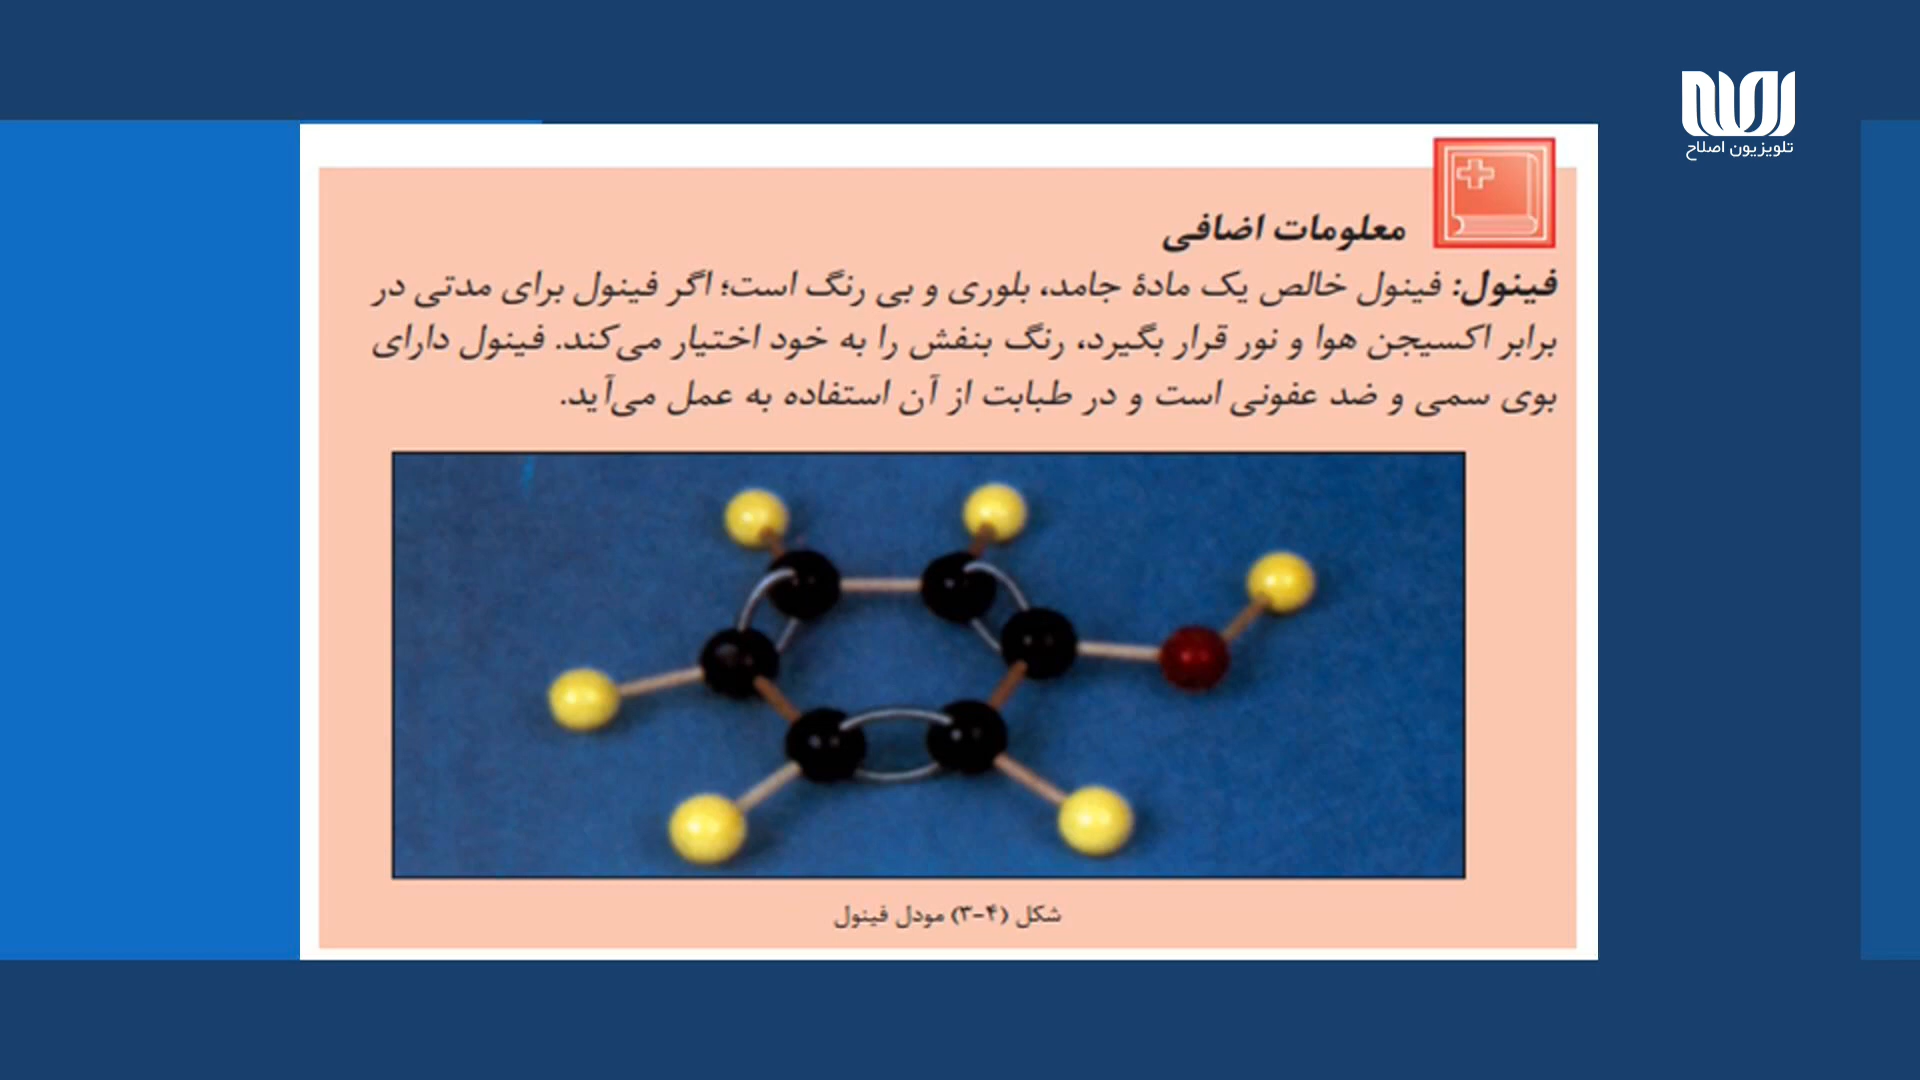 تلویزیون اصلاح
معلومات اضافی
فینول: فینول خالص یک مادۀ جامد، بلوری و بی رنگ است؛ اگر فینول برای مدتی در
برابر اکسیجن هوا و نور قرار بگیرد، رنگ بنفش را به خود اختیار می‌کند. فینول دارای
بوی سمی و ضد عفونی است و در طبابت از آن استفاده به عمل می‌آید.
شکل (۴-۳) مودل فینول